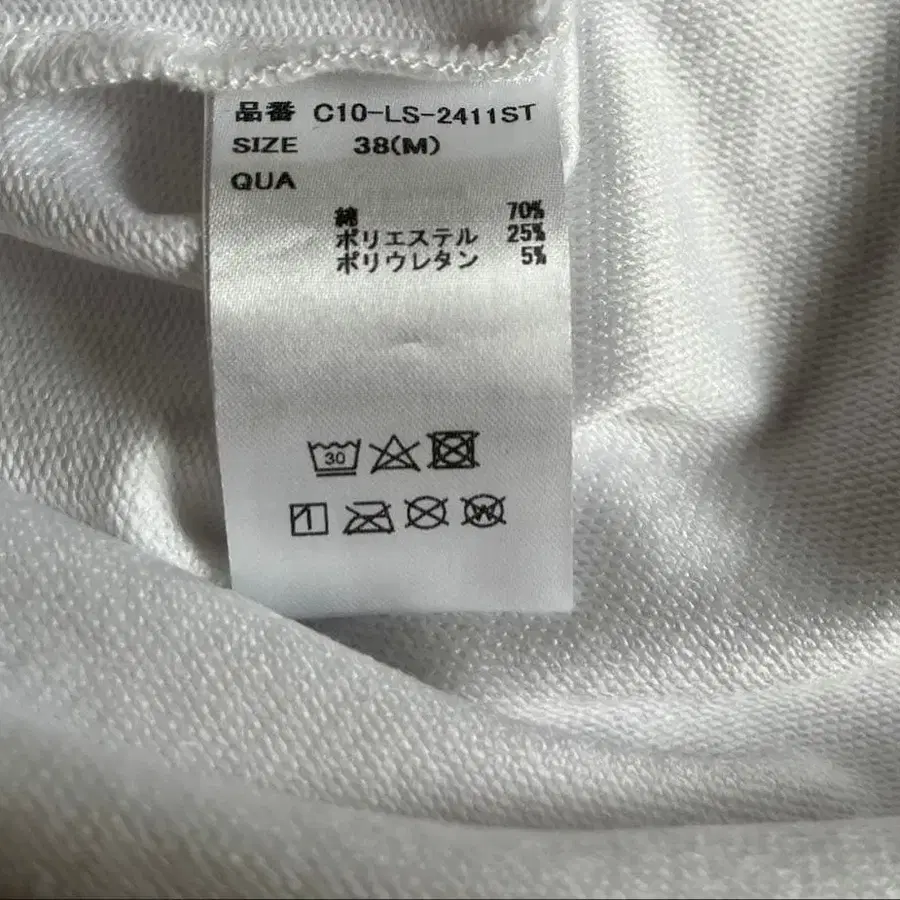 品番 C10-LS-2411ST
SIZE 38(M)
QUA
綿 70%
ポリエステル 25%
ポリウレタン 5%
30
W